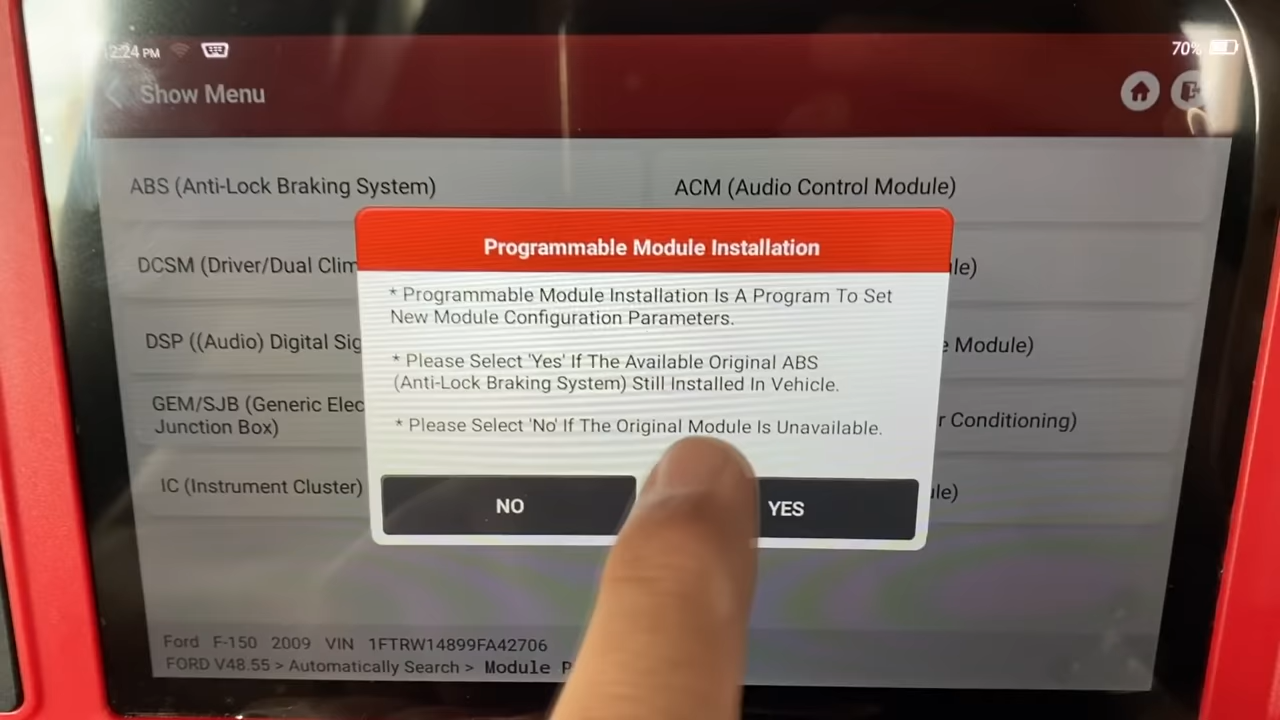 2:24 PM
70%
Show Menu
ABS (Anti-Lock Braking System)
ACM (Audio Control Module)
Programmable Module Installation
DCSM (Driver/Dual Clim
le)
* Programmable Module Installation Is A Program To Set
New Module Configuration Parameters.
DSP ((Audio) Digital Sig
Module)
* Please Select 'Yes' If The Available Original ABS
(Anti-Lock Braking System) Still Installed In Vehicle.
GEM/SJB (Generic Elec
Junction Box)
r Conditioning)
* Please Select 'No' If The Original Module Is Unavailable.
IC (Instrument Cluster)
ule)
NO
YES
Ford F-150 2009 VIN 1FTRW14899FA42706
FORD V48.55 > Automatically Search > Module P